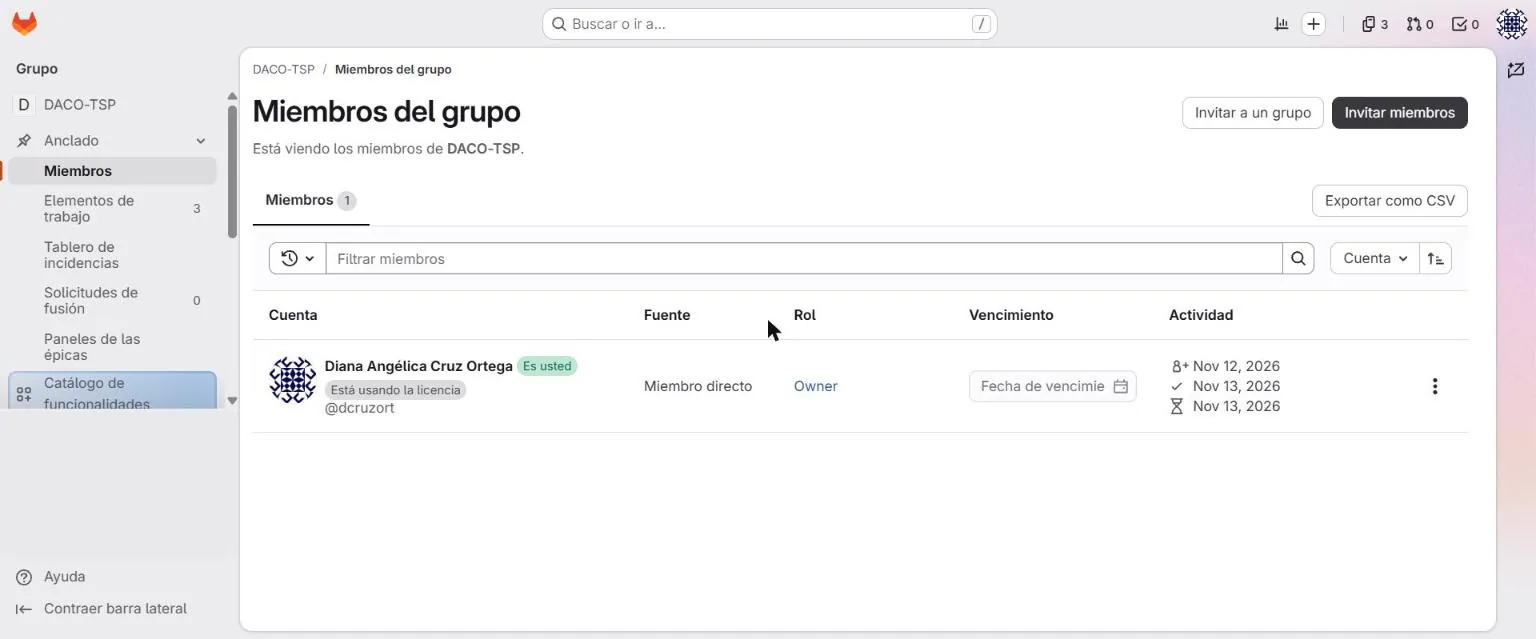 Buscar o ir a...
/
3
0
0
Grupo
D DACO-TSP
Anclado
Miembros
Elementos de
trabajo
3
Tablero de
incidencias
Solicitudes de
fusión
0
Paneles de las
épicas
Catálogo de
funcionalidades
Ayuda
Contraer barra lateral
DACO-TSP / Miembros del grupo
Miembros del grupo
Invitar a un grupo
Invitar miembros
Está viendo los miembros de DACO-TSP.
Miembros 1
Exportar como CSV
Filtrar miembros
Cuenta
Cuenta Fuente Rol Vencimiento Actividad
Diana Angélica Cruz Ortega Es usted
Está usando la licencia
@dcruzort
Miembro directo
Owner
Fecha de vencimie
Nov 12, 2026
Nov 13, 2026
Nov 13, 2026